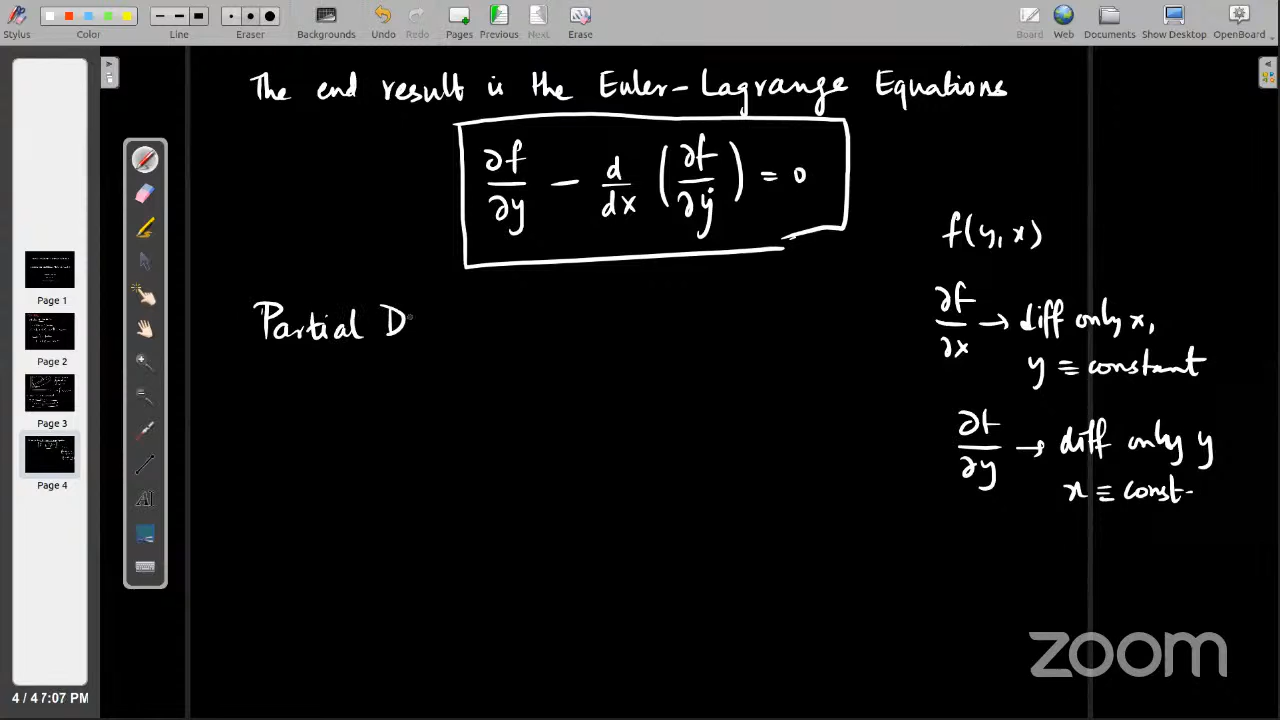 Stylus Color Line Eraser Backgrounds Undo Redo Pages Previous Next Erase Board Web Documents Show Desktop OpenBoard
The end result is the Euler-Lagrange Equations
∂f/∂y − d/dx (∂f/∂ẏ) = 0
f(y, x)
∂f/∂x → diff only x,
y ≡ constant
Partial D
∂f/∂y → diff only y
x ≡ const-
Page 1
Page 2
Page 3
Page 4
4 / 4 7:07 PM
zoom